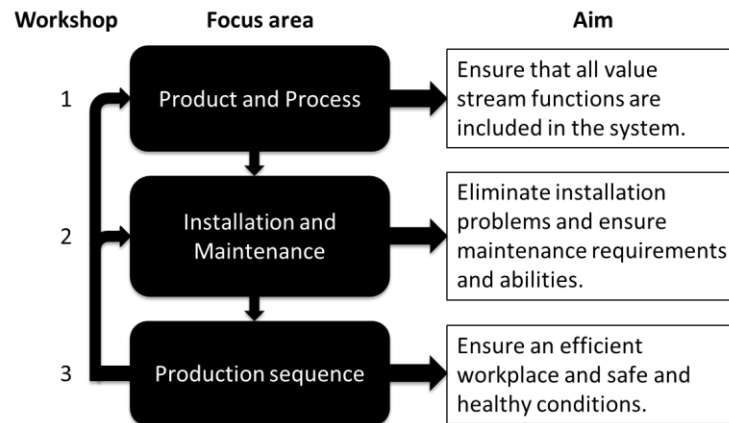 Workshop
Focus area
Aim
1
Product and Process
Ensure that all value
stream functions are
included in the system.
2
Installation and
Maintenance
Eliminate installation
problems and ensure
maintenance requirements
and abilities.
3
Production sequence
Ensure an efficient
workplace and safe and
healthy conditions.